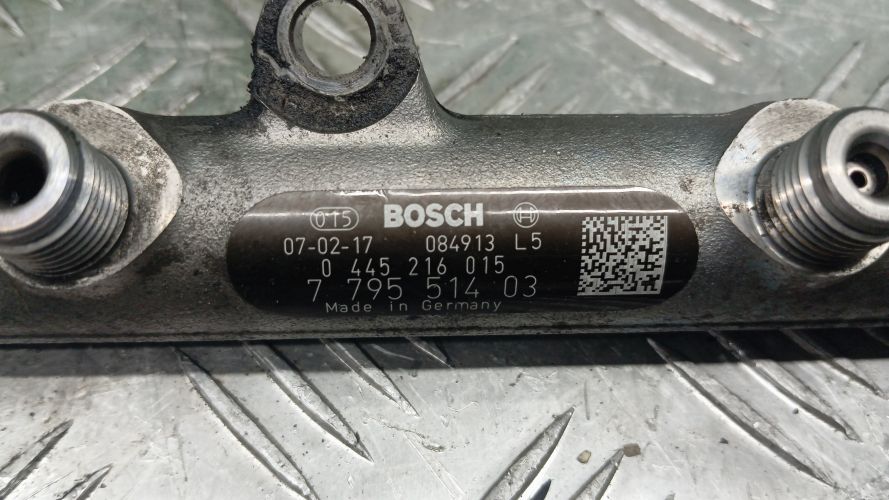 015 BOSCH
07-02-17 084913 L5
0 445 216 015
7 795 514 03
Made in Germany